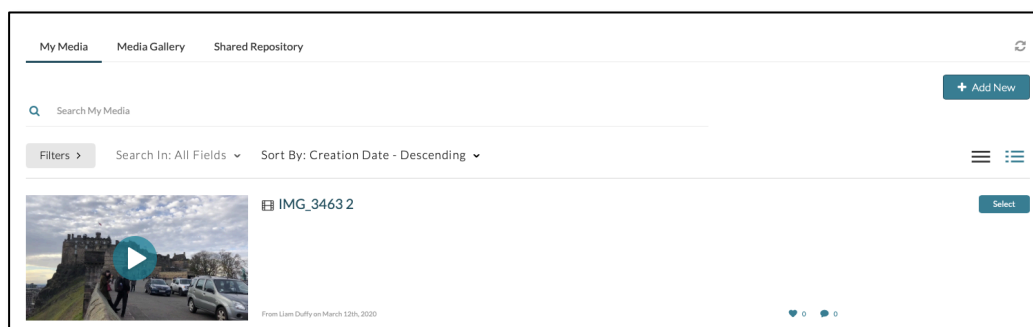 My Media Media Gallery Shared Repository
+ Add New
Search My Media
Filters > Search In: All Fields Sort By: Creation Date - Descending
IMG_3463 2
Select
From Liam Duffy on March 12th, 2020
0 0